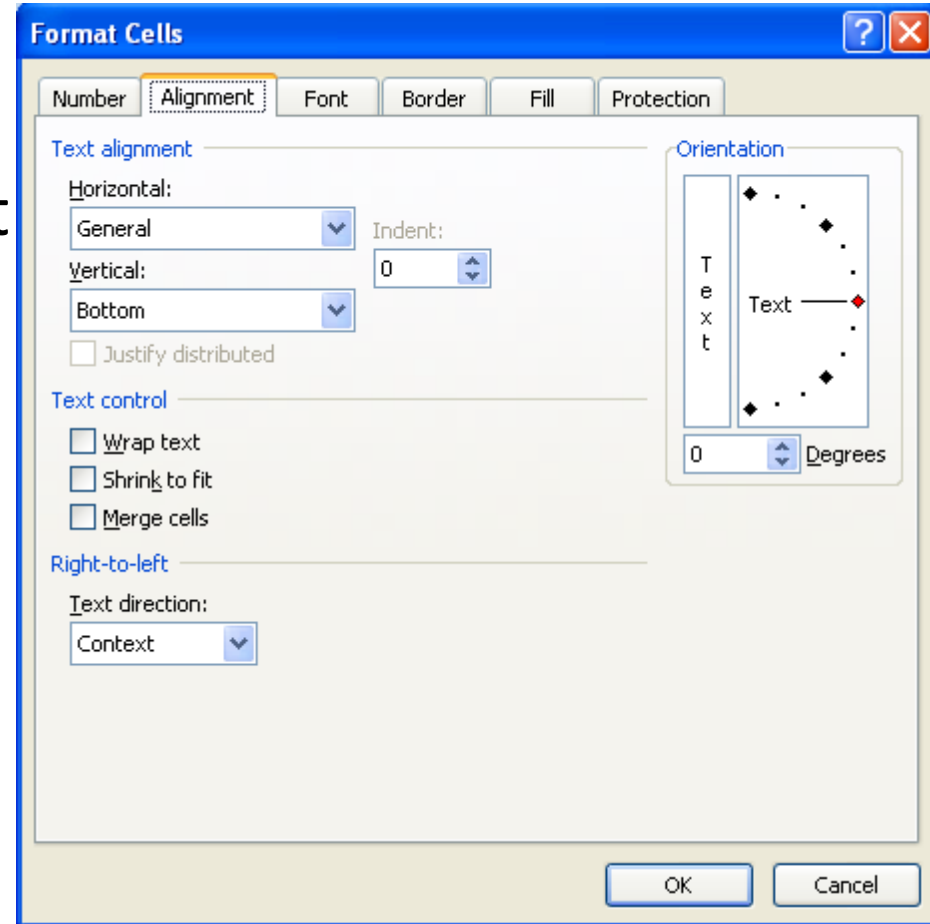 Format Cells
Number Alignment Font Border Fill Protection
Text alignment
Horizontal:
General
Indent:
0
Vertical:
Bottom
Justify distributed
Text control
Wrap text
Shrink to fit
Merge cells
Right-to-left
Text direction:
Context
Orientation
T
e
x
t
Text
0 Degrees
OK Cancel
t